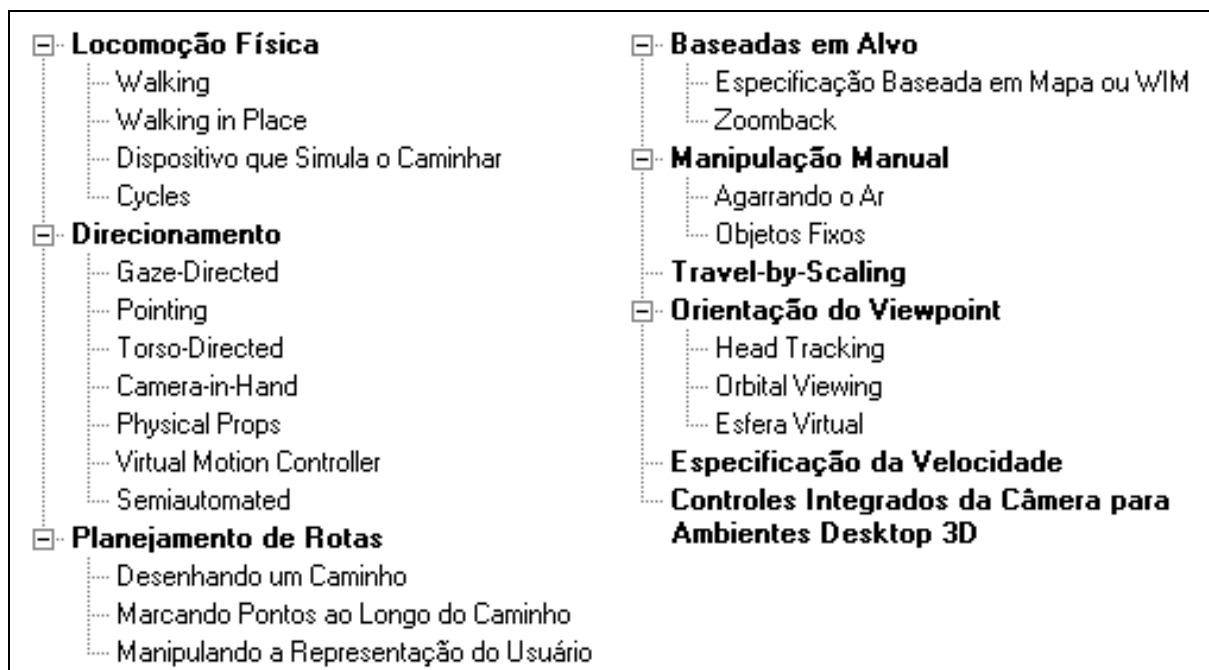 Locomoção Física
Walking
Walking in Place
Dispositivo que Simula o Caminhar
Cycles
Direcionamento
Gaze-Directed
Pointing
Torso-Directed
Camera-in-Hand
Physical Props
Virtual Motion Controller
Semiautomated
Planejamento de Rotas
Desenhando um Caminho
Marcando Pontos ao Longo do Caminho
Manipulando a Representação do Usuário
Baseadas em Alvo
Especificação Baseada em Mapa ou WIM
Zoomback
Manipulação Manual
Agarrando o Ar
Objetos Fixos
Travel-by-Scaling
Orientação do Viewpoint
Head Tracking
Orbital Viewing
Esfera Virtual
Especificação da Velocidade
Controles Integrados da Câmera para
Ambientes Desktop 3D